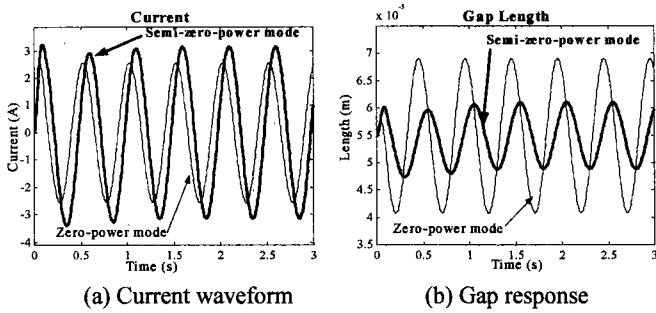 Current
Semi-zero-power mode
Current (A)
4
3
2
1
0
-1
-2
-3
-4
Zero-power mode
0
0.5
1
1.5
2
2.5
3
Time (s)
(a) Current waveform
x 10⁻³
Gap Length
Semi-zero-power mode
Length (m)
7
6.5
6
5.5
5
4.5
4
3.5
Zero-power mode
0
0.5
1
1.5
2
2.5
3
Time (s)
(b) Gap response